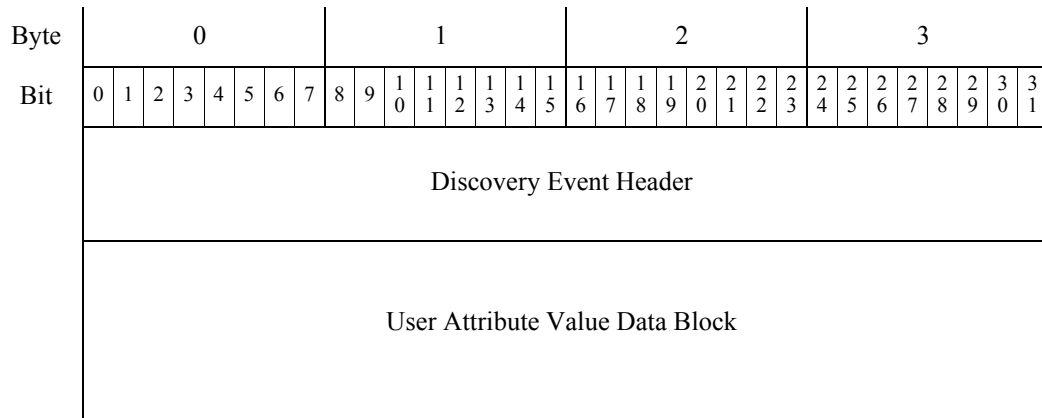 Byte 0 1 2 3
Bit 0 1 2 3 4 5 6 7 8 9 10 11 12 13 14 15 16 17 18 19 20 21 22 23 24 25 26 27 28 29 30 31
Discovery Event Header
User Attribute Value Data Block